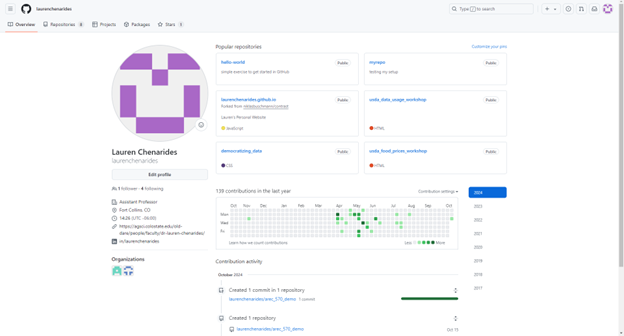 laurenchenarides
Type / to search
Overview
Repositories 8
Projects
Packages
Stars 5
Popular repositories
Customize your pins
hello-world
Public
Simple exercise to get started in Github
myrepo
Public
testing my setup
laurenchenarides.github.io
Public
Forked from
Lauren's Personal Website
JavaScript
usda_data_usage_workshop
Public
HTML
democratizing_data
Public
CSS
usda_food_prices_workshop
Public
HTML
Lauren Chenarides
laurenchenarides
Edit profile
1 follower · 4 following
Assistant Professor
Fort Collins, CO
14:26 (UTC -06:00)
https://agsci.colostate.edu/old-
dare/people/faculty/dr-lauren-chenarides/
in/laurenchenarides
Organizations
139 contributions in the last year
Contribution settings
2024
2023
2022
2021
2020
2019
2018
2017
Oct Nov Dec Jan Feb Mar Apr May Jun Jul Aug Sep Oct
Mon
Wed
Fri
Learn how we count contributions
Less More
Contribution activity
October 2024
Created 1 commit in 1 repository
laurenchenarides/arec_570_demo 1 commit
Created 1 repository
laurenchenarides/arec_570_demo
Oct 15